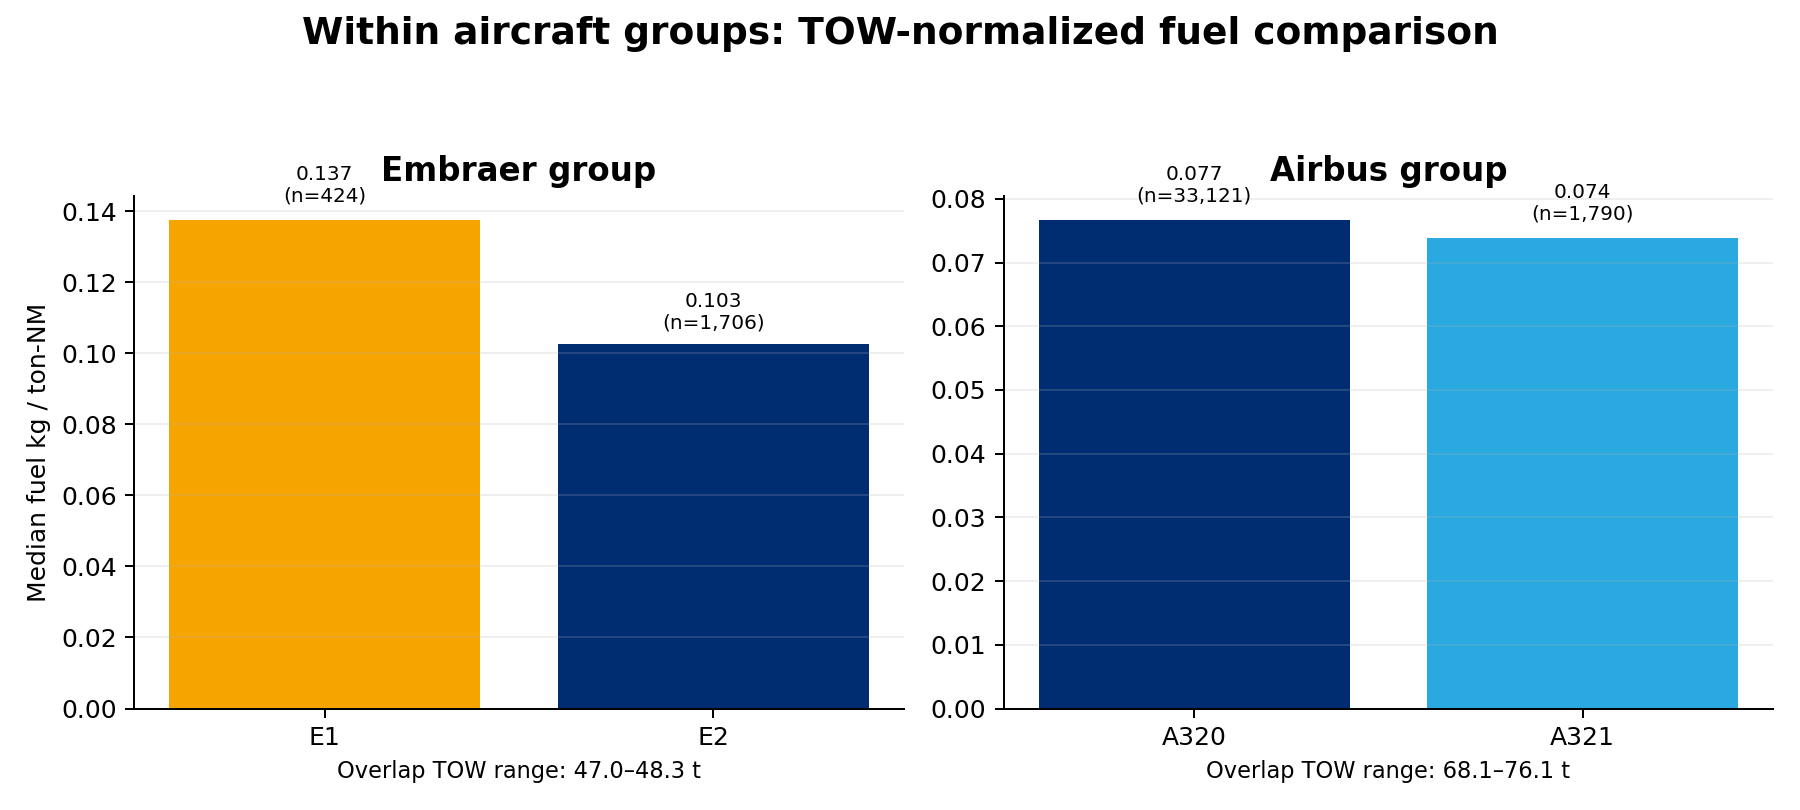 Within aircraft groups: TOW-normalized fuel comparison
Embraer group
0.137
(n=424)
0.103
(n=1,706)
Median fuel kg / ton-NM
0.14
0.12
0.10
0.08
0.06
0.04
0.02
0.00
E1
E2
Overlap TOW range: 47.0–48.3 t
Airbus group
0.077
(n=33,121)
0.074
(n=1,790)
0.08
0.07
0.06
0.05
0.04
0.03
0.02
0.01
0.00
A320
A321
Overlap TOW range: 68.1–76.1 t